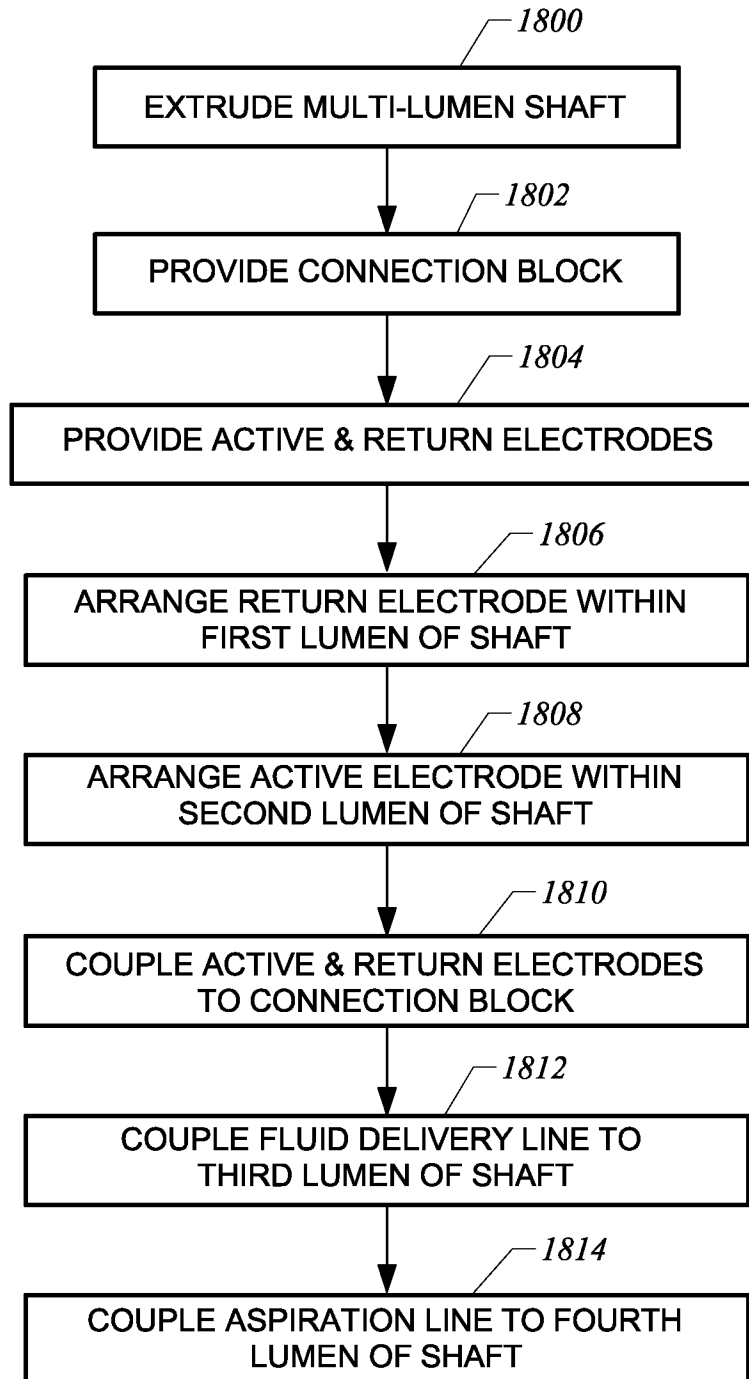 1800
EXTRUDE MULTI-LUMEN SHAFT
1802
PROVIDE CONNECTION BLOCK
1804
PROVIDE ACTIVE & RETURN ELECTRODES
1806
ARRANGE RETURN ELECTRODE WITHIN
FIRST LUMEN OF SHAFT
1808
ARRANGE ACTIVE ELECTRODE WITHIN
SECOND LUMEN OF SHAFT
1810
COUPLE ACTIVE & RETURN ELECTRODES
TO CONNECTION BLOCK
1812
COUPLE FLUID DELIVERY LINE TO
THIRD LUMEN OF SHAFT
1814
COUPLE ASPIRATION LINE TO FOURTH
LUMEN OF SHAFT